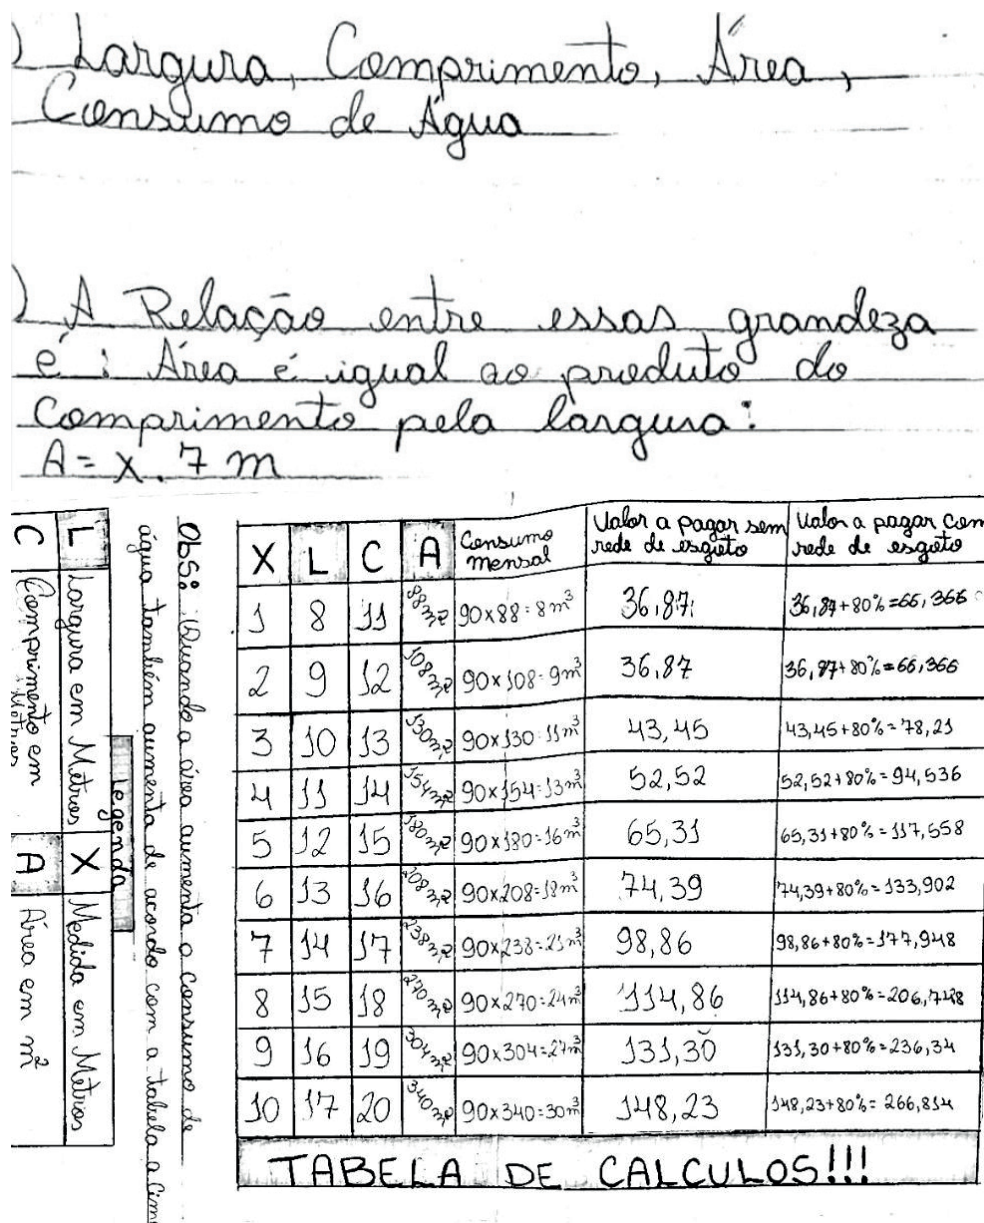 ) Largura, Comprimento, Área,
Consumo de Água
) A Relação entre essas grandeza
é : Área é igual ao produto do
comprimento pela largura:
A = X . 7 m
L Largura em Metros X Medida em Metros
C Comprimento em Metros A Área em m²
Legenda
Obs: Quando a área aumenta o consumo de
água também aumenta de acordo com a tabela acima
X L C A Consumo mensal Valor a pagar sem rede de esgoto Valor a pagar com rede de esgoto
1 8 11 88m² 90x88=8m³ 36,87 36,87+80%=66,366
2 9 12 108m² 90x108=9m³ 36,87 36,87+80%=66,366
3 10 13 130m² 90x130=11m³ 43,45 43,45+80%=78,21
4 11 14 154m² 90x154=13m³ 52,52 52,52+80%=94,536
5 12 15 180m² 90x180=16m³ 65,31 65,31+80%=117,558
6 13 16 208m² 90x208=18m³ 74,39 74,39+80%=133,902
7 14 17 238m² 90x238=21m³ 98,86 98,86+80%=177,948
8 15 18 270m² 90x270=24m³ 114,86 114,86+80%=206,748
9 16 19 304m² 90x304=27m³ 131,30 131,30+80%=236,34
10 17 20 340m² 90x340=30m³ 148,23 148,23+80%=266,814
TABELA DE CALCULOS!!!